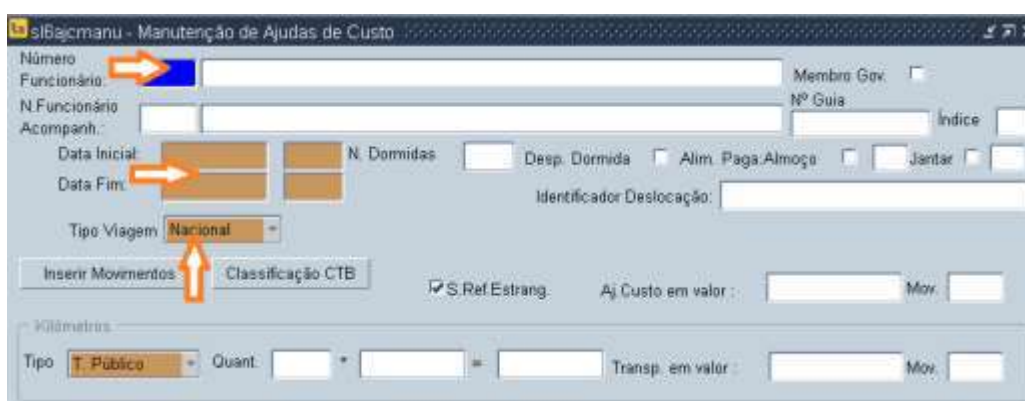 slBajcmanu - Manutenção de Ajudas de Custo
Número
Funcionário: Membro Gov.
N.Funcionário Nº Guia
Acompanh.: Índice
Data Inicial: N. Dormidas Desp. Dormida Alim. Paga:Almoço Jantar
Data Fim: Identificador Deslocação:
Tipo Viagem Nacional
Inserir Movimentos Classificação CTB
S.Ref.Estrang. Aj.Custo em valor : Mov.
Kilómetros
Tipo T. Público Quant. * = Transp. em valor : Mov.